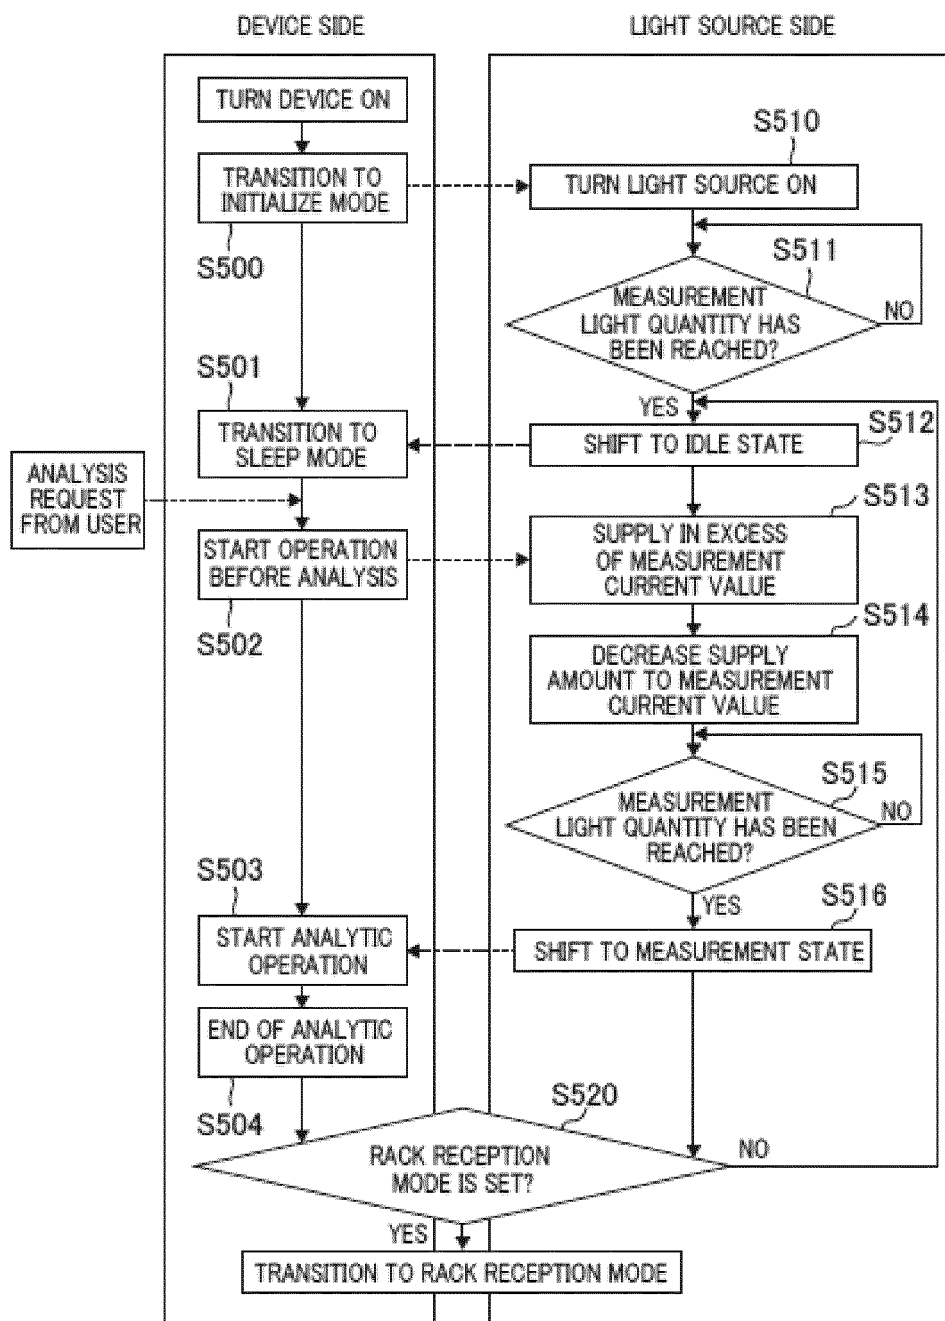 DEVICE SIDE
LIGHT SOURCE SIDE
TURN DEVICE ON
TRANSITION TO
INITIALIZE MODE
S500
S510
TURN LIGHT SOURCE ON
S511
MEASUREMENT
LIGHT QUANTITY HAS
BEEN REACHED?
NO
YES
S501
TRANSITION TO
SLEEP MODE
S512
SHIFT TO IDLE STATE
ANALYSIS
REQUEST
FROM USER
START OPERATION
BEFORE ANALYSIS
S502
S513
SUPPLY IN EXCESS
OF MEASUREMENT
CURRENT VALUE
S514
DECREASE SUPPLY
AMOUNT TO MEASUREMENT
CURRENT VALUE
S515
MEASUREMENT
LIGHT QUANTITY HAS BEEN
REACHED?
NO
YES
S503
START ANALYTIC
OPERATION
S516
SHIFT TO MEASUREMENT STATE
END OF ANALYTIC
OPERATION
S504
S520
RACK RECEPTION
MODE IS SET?
NO
YES
TRANSITION TO RACK RECEPTION MODE